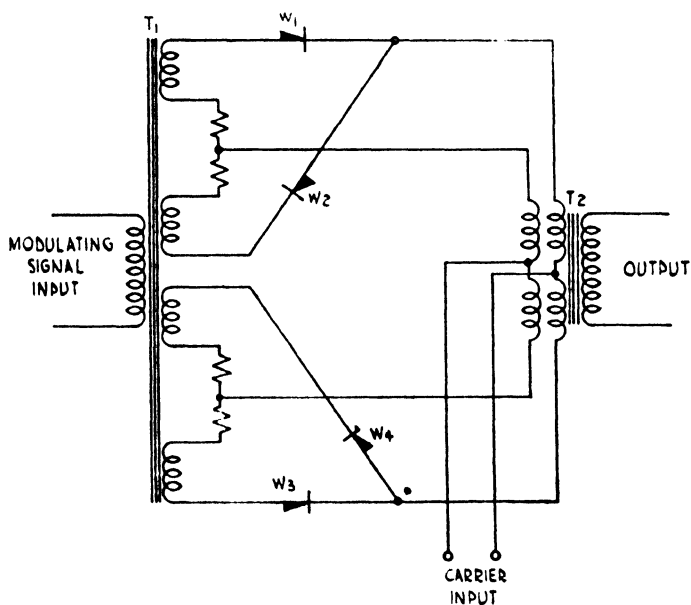 T1
W1
W2
T2
MODULATING
SIGNAL
INPUT
OUTPUT
W4
W3
CARRIER
INPUT